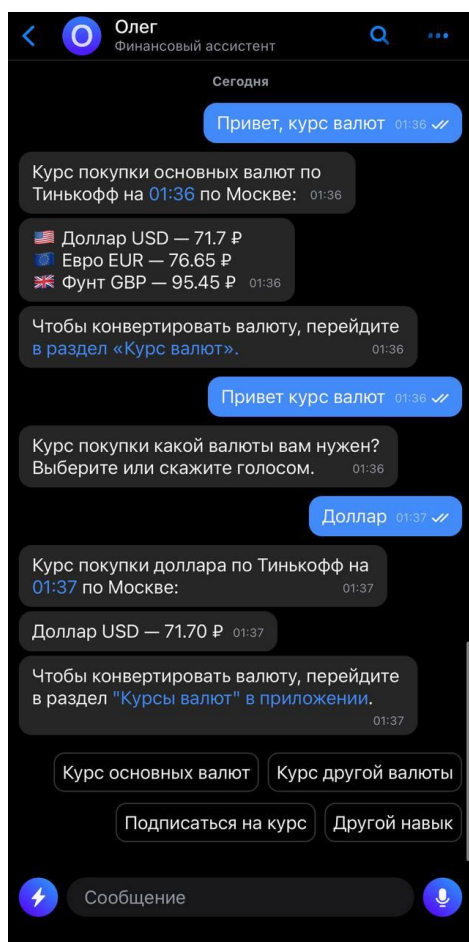 Олег
Финансовый ассистент
Сегодня
Привет, курс валют 01:36
Курс покупки основных валют по
Тинькофф на 01:36 по Москве: 01:36
Доллар USD — 71.7 ₽
Евро EUR — 76.65 ₽
Фунт GBP — 95.45 ₽ 01:36
Чтобы конвертировать валюту, перейдите
в раздел «Курс валют». 01:36
Привет курс валют 01:36
Курс покупки какой валюты вам нужен?
Выберите или скажите голосом. 01:36
Доллар 01:37
Курс покупки доллара по Тинькофф на
01:37 по Москве: 01:37
Доллар USD — 71.70 ₽ 01:37
Чтобы конвертировать валюту, перейдите
в раздел "Курсы валют" в приложении.
01:37
Курс основных валют Курс другой валюты
Подписаться на курс Другой навык
Сообщение